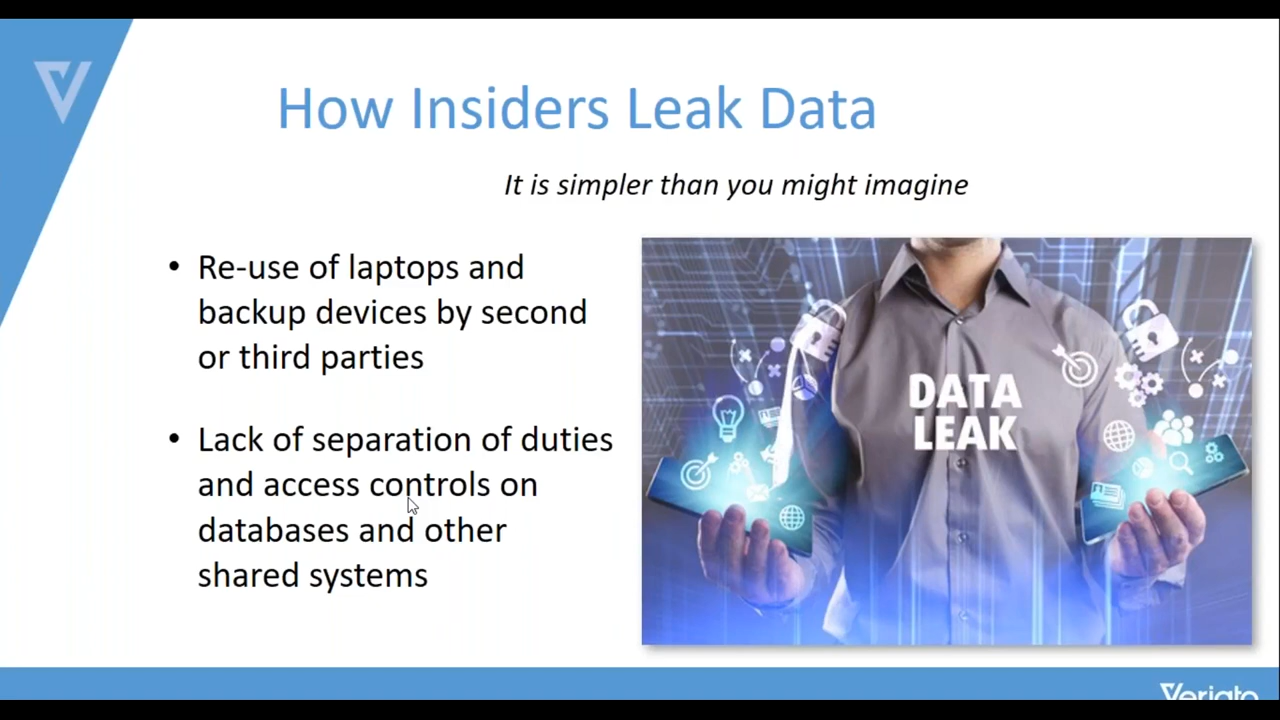 How Insiders Leak Data
It is simpler than you might imagine
• Re-use of laptops and
backup devices by second
or third parties
• Lack of separation of duties
and access controls on
databases and other
shared systems
DATA
LEAK
Veriato